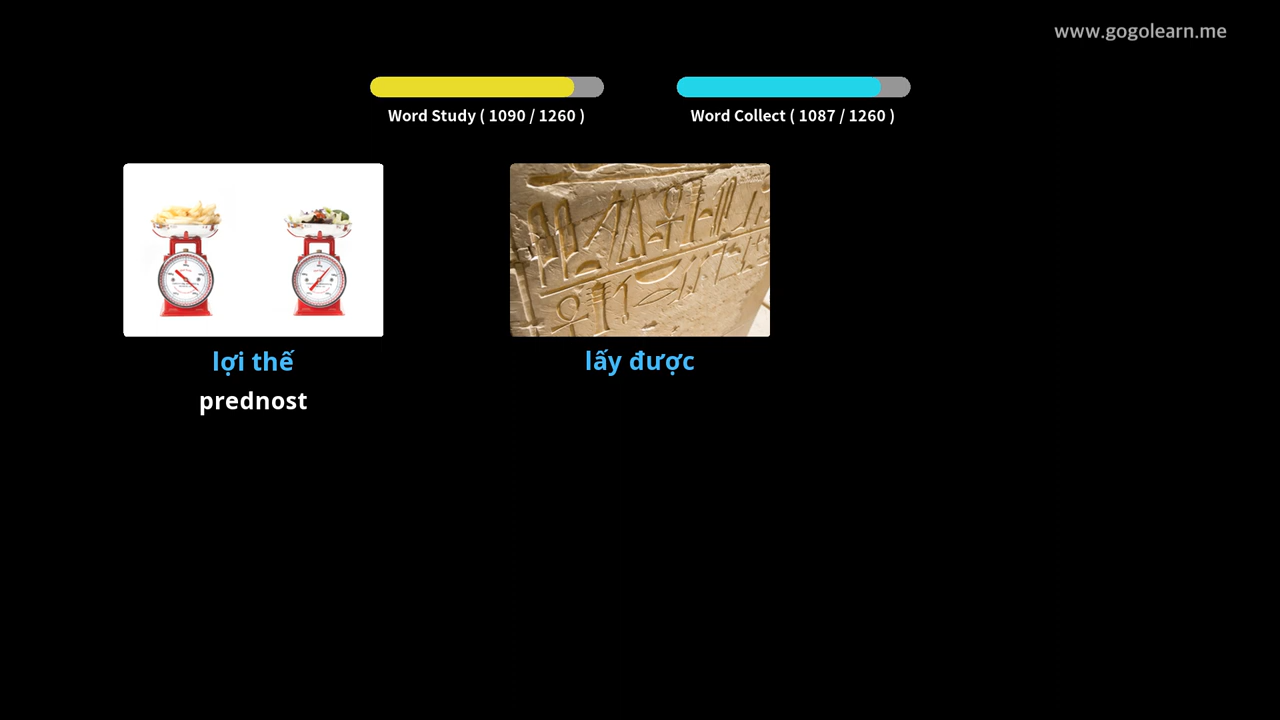 www.gogolearn.me
Word Study ( 1090 / 1260 )
Word Collect ( 1087 / 1260 )
lợi thế
prednost
lấy được